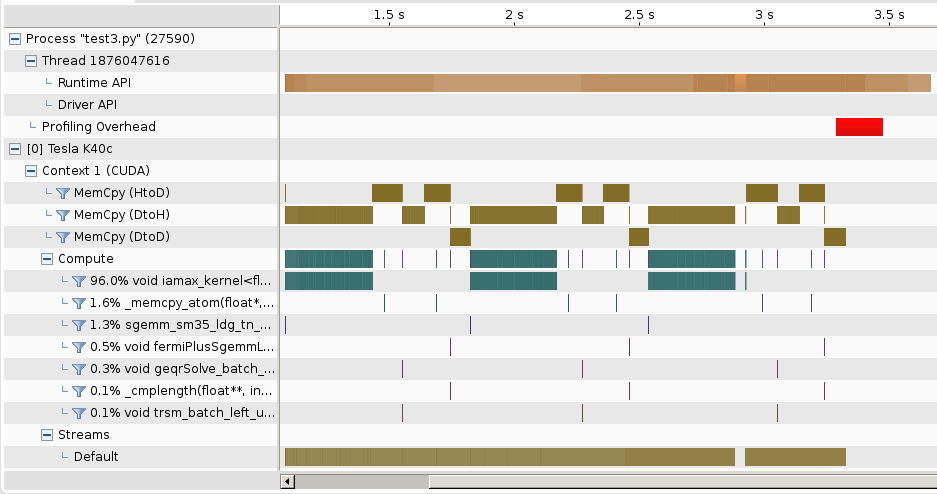 1.5 s 2 s 2.5 s 3 s 3.5 s
Process "test3.py" (27590)
Thread 1876047616
Runtime API
Driver API
Profiling Overhead
[0] Tesla K40c
Context 1 (CUDA)
MemCpy (HtoD)
MemCpy (DtoH)
MemCpy (DtoD)
Compute
96.0% void iamax_kernel<fl...
1.6% _memcpy_atom(float*,...
1.3% sgemm_sm35_ldg_tn_...
0.5% void fermiPlusSgemmL...
0.3% void geqrSolve_batch_...
0.1% _cmplength(float**, in...
0.1% void trsm_batch_left_u...
Streams
Default